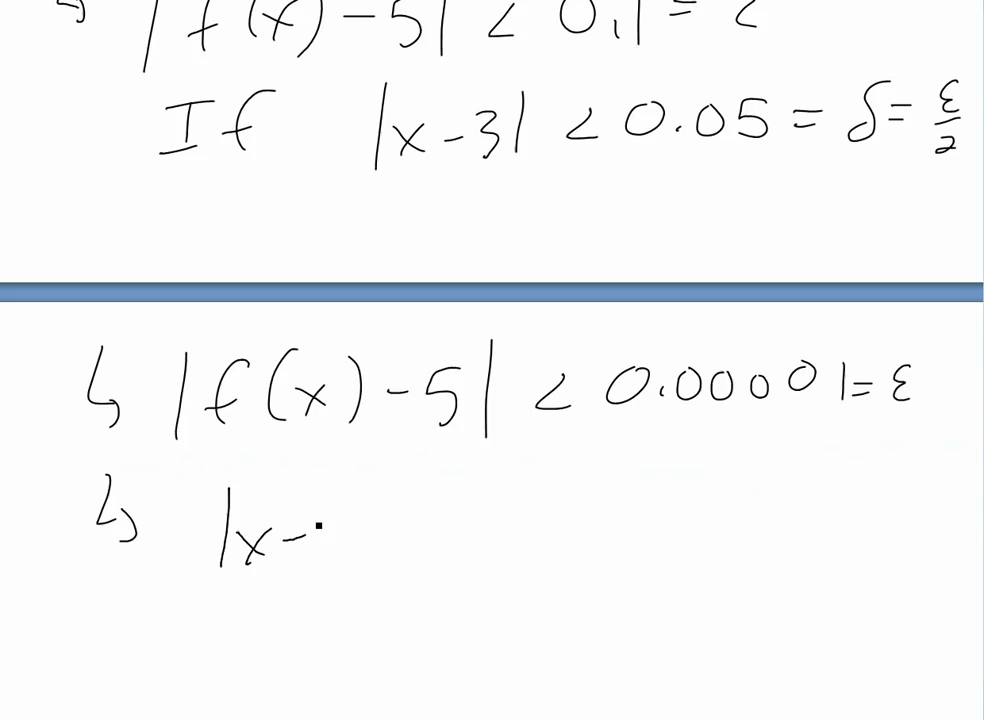 ↳ |f(x) - 5| < 0.1 = ε
If |x - 3| < 0.05 = δ = ε/2
↳ |f(x) - 5| < 0.00001 = ε
↳ |x -